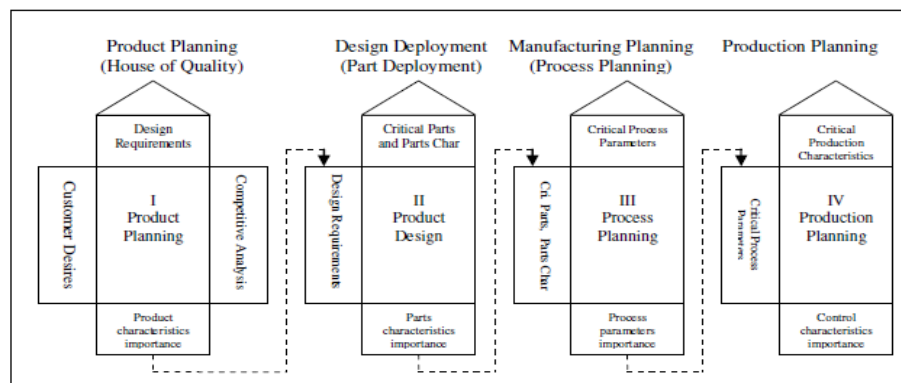 Product Planning
(House of Quality)
Design Deployment
(Part Deployment)
Manufacturing Planning
(Process Planning)
Production Planning
Design
Requirements
Customer Desires
I
Product
Planning
Competitive Analysis
Product
characteristics
importance
Critical Parts
and Parts Char
Design Requirements
II
Product
Design
Parts
characteristics
importance
Critical Process
Parameters
Cri. Parts, Parts Char
III
Process
Planning
Process
parameters
importance
Critical
Production
Characteristics
Critical Process
Parameters
IV
Production
Planning
Control
characteristics
importance